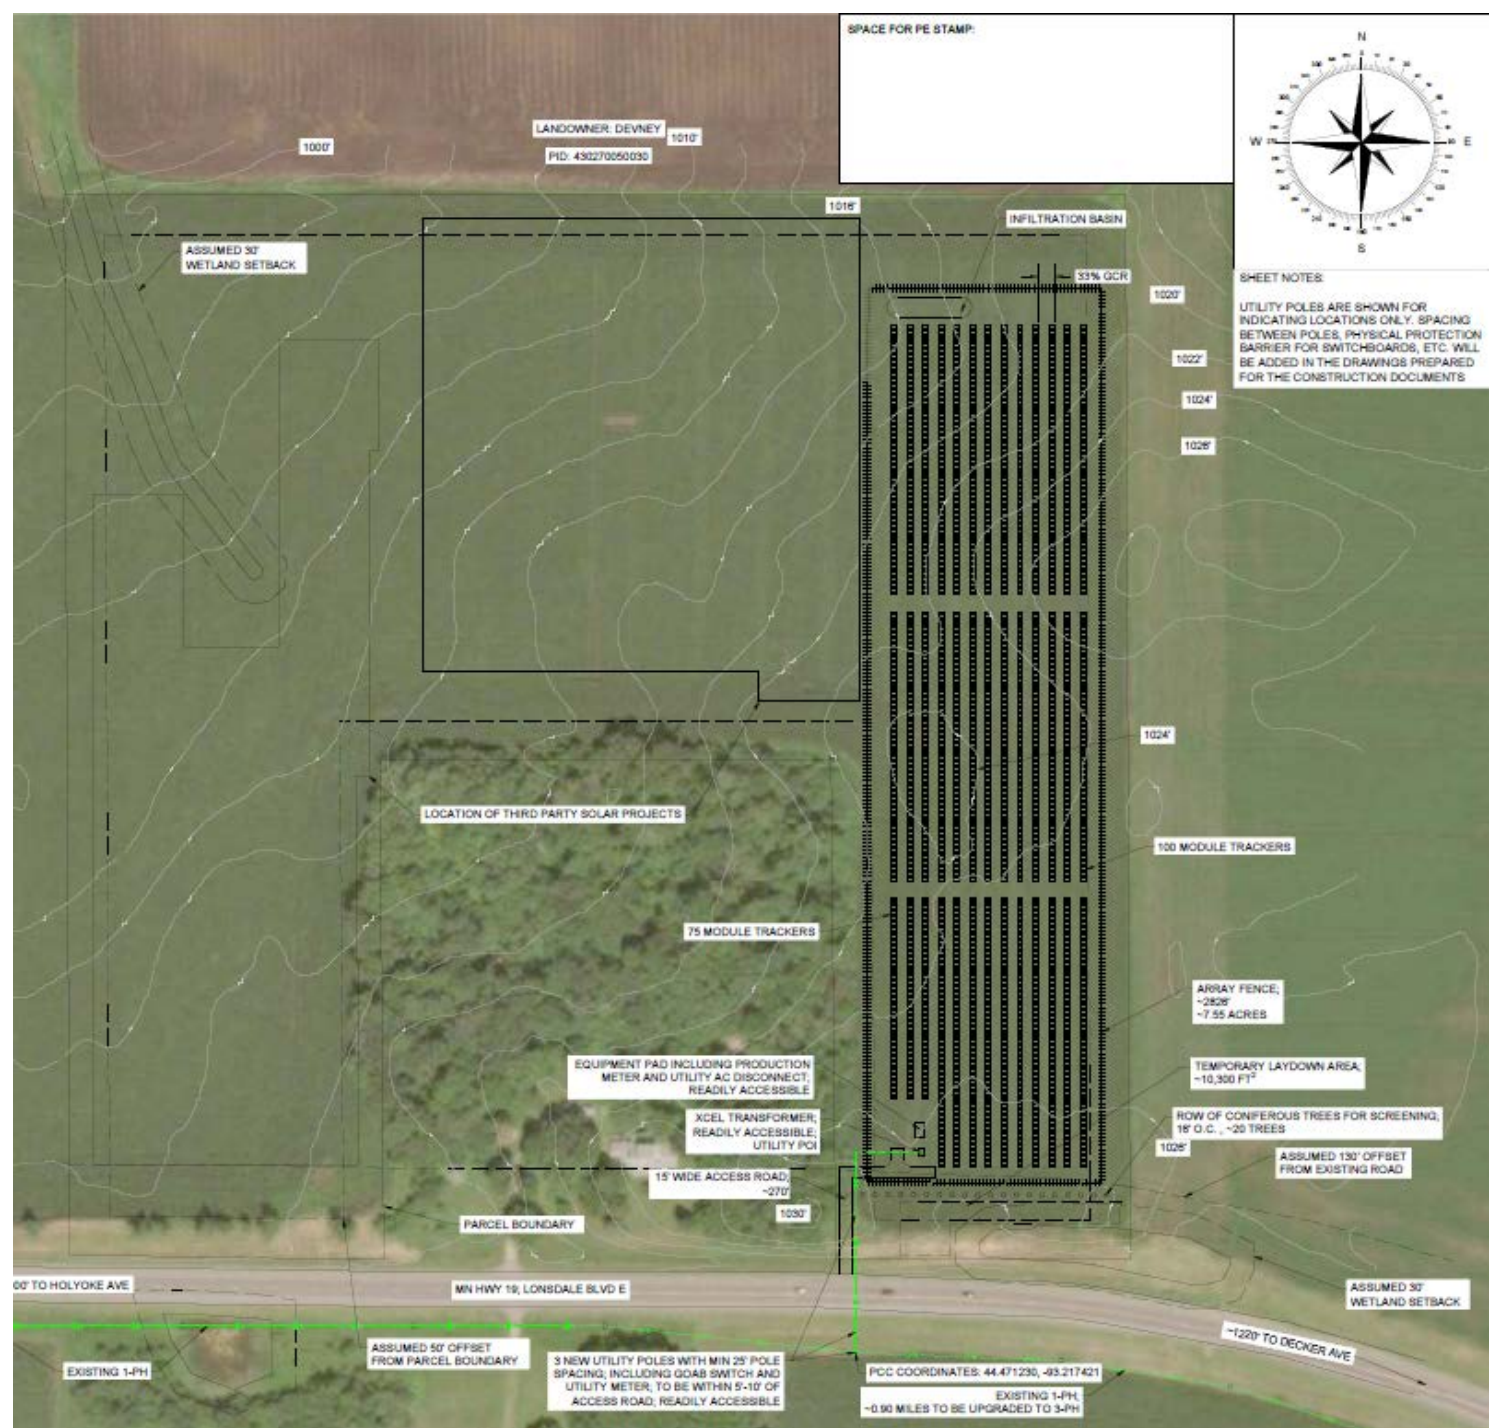 SPACE FOR PE STAMP:
N
W
E
S
LANDOWNER: DEVNEY
PID: 430270050030
1000'
1010'
1016'
INFILTRATION BASIN
ASSUMED 30'
WETLAND SETBACK
33% GCR
SHEET NOTES:
UTILITY POLES ARE SHOWN FOR
INDICATING LOCATIONS ONLY. SPACING
BETWEEN POLES, PHYSICAL PROTECTION
BARRIER FOR SWITCHBOARDS, ETC. WILL
BE ADDED IN THE DRAWINGS PREPARED
FOR THE CONSTRUCTION DOCUMENTS
1020'
1022'
1024'
1026'
1024'
LOCATION OF THIRD PARTY SOLAR PROJECTS
100 MODULE TRACKERS
75 MODULE TRACKERS
ARRAY FENCE;
~2826'
~7.55 ACRES
EQUIPMENT PAD INCLUDING PRODUCTION
METER AND UTILITY AC DISCONNECT;
READILY ACCESSIBLE
TEMPORARY LAYDOWN AREA;
~10,300 FT²
XCEL TRANSFORMER;
READILY ACCESSIBLE;
UTILITY POI
ROW OF CONIFEROUS TREES FOR SCREENING;
16' O.C., ~20 TREES
1026'
ASSUMED 130' OFFSET
FROM EXISTING ROAD
15' WIDE ACCESS ROAD;
~270'
1030'
PARCEL BOUNDARY
00' TO HOLYOKE AVE
MN HWY 19; LONSDALE BLVD E
ASSUMED 30'
WETLAND SETBACK
~1220' TO DECKER AVE
EXISTING 1-PH
ASSUMED 50' OFFSET
FROM PARCEL BOUNDARY
3 NEW UTILITY POLES WITH MIN 25' POLE
SPACING; INCLUDING GOAB SWITCH AND
UTILITY METER; TO BE WITHIN 5'-10' OF
ACCESS ROAD; READILY ACCESSIBLE
PCC COORDINATES: 44.471230, -93.217421
EXISTING 1-PH;
~0.90 MILES TO BE UPGRADED TO 3-PH